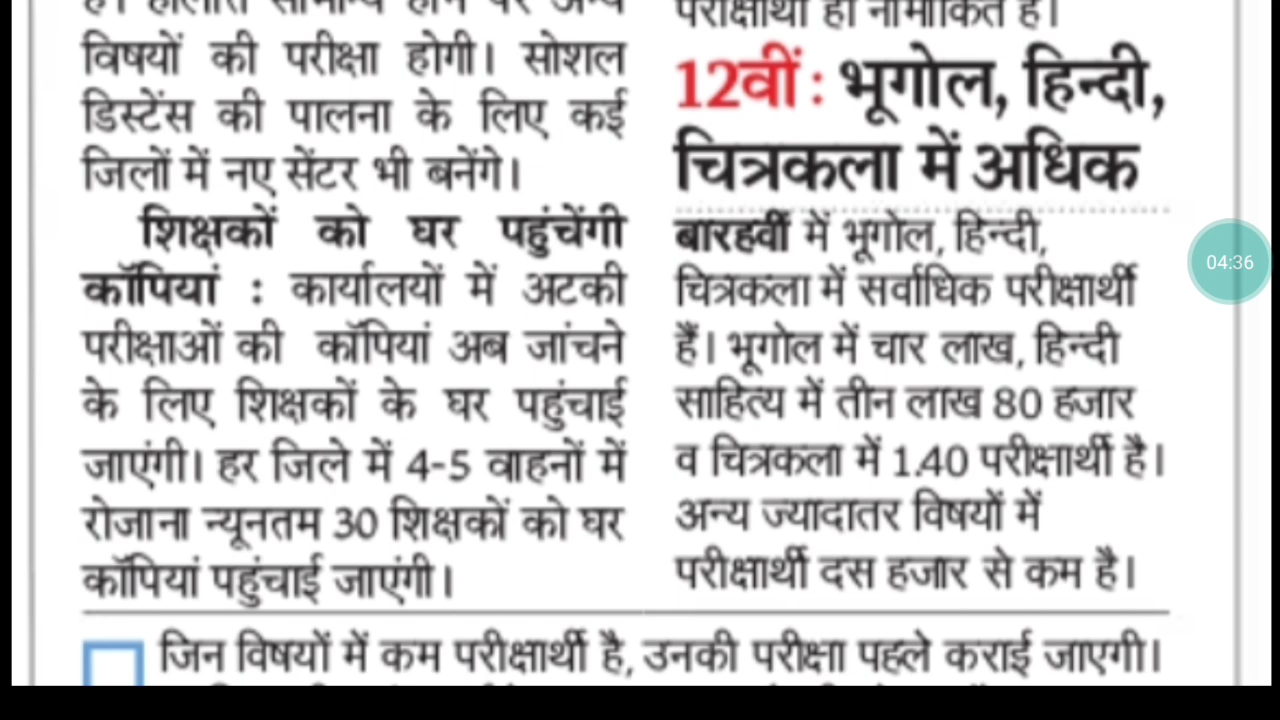 विषयों की परीक्षा होगी। सोशल
डिस्टेंस की पालना के लिए कई
जिलों में नए सेंटर भी बनेंगे।
शिक्षकों को घर पहुंचेंगी
कॉपियां : कार्यालयों में अटकी
परीक्षाओं की कॉपियां अब जांचने
के लिए शिक्षकों के घर पहुंचाई
जाएंगी। हर जिले में 4-5 वाहनों में
रोजाना न्यूनतम 30 शिक्षकों को घर
कॉपियां पहुंचाई जाएंगी।
परीक्षार्थी ही नामांकित है।
12वीं : भूगोल, हिन्दी,
चित्रकला में अधिक
बारहवीं में भूगोल, हिन्दी,
चित्रकला में सर्वाधिक परीक्षार्थी
हैं। भूगोल में चार लाख, हिन्दी
साहित्य में तीन लाख 80 हजार
व चित्रकला में 1.40 परीक्षार्थी है।
अन्य ज्यादातर विषयों में
परीक्षार्थी दस हजार से कम है।
04:36
जिन विषयों में कम परीक्षार्थी है, उनकी परीक्षा पहले कराई जाएगी।